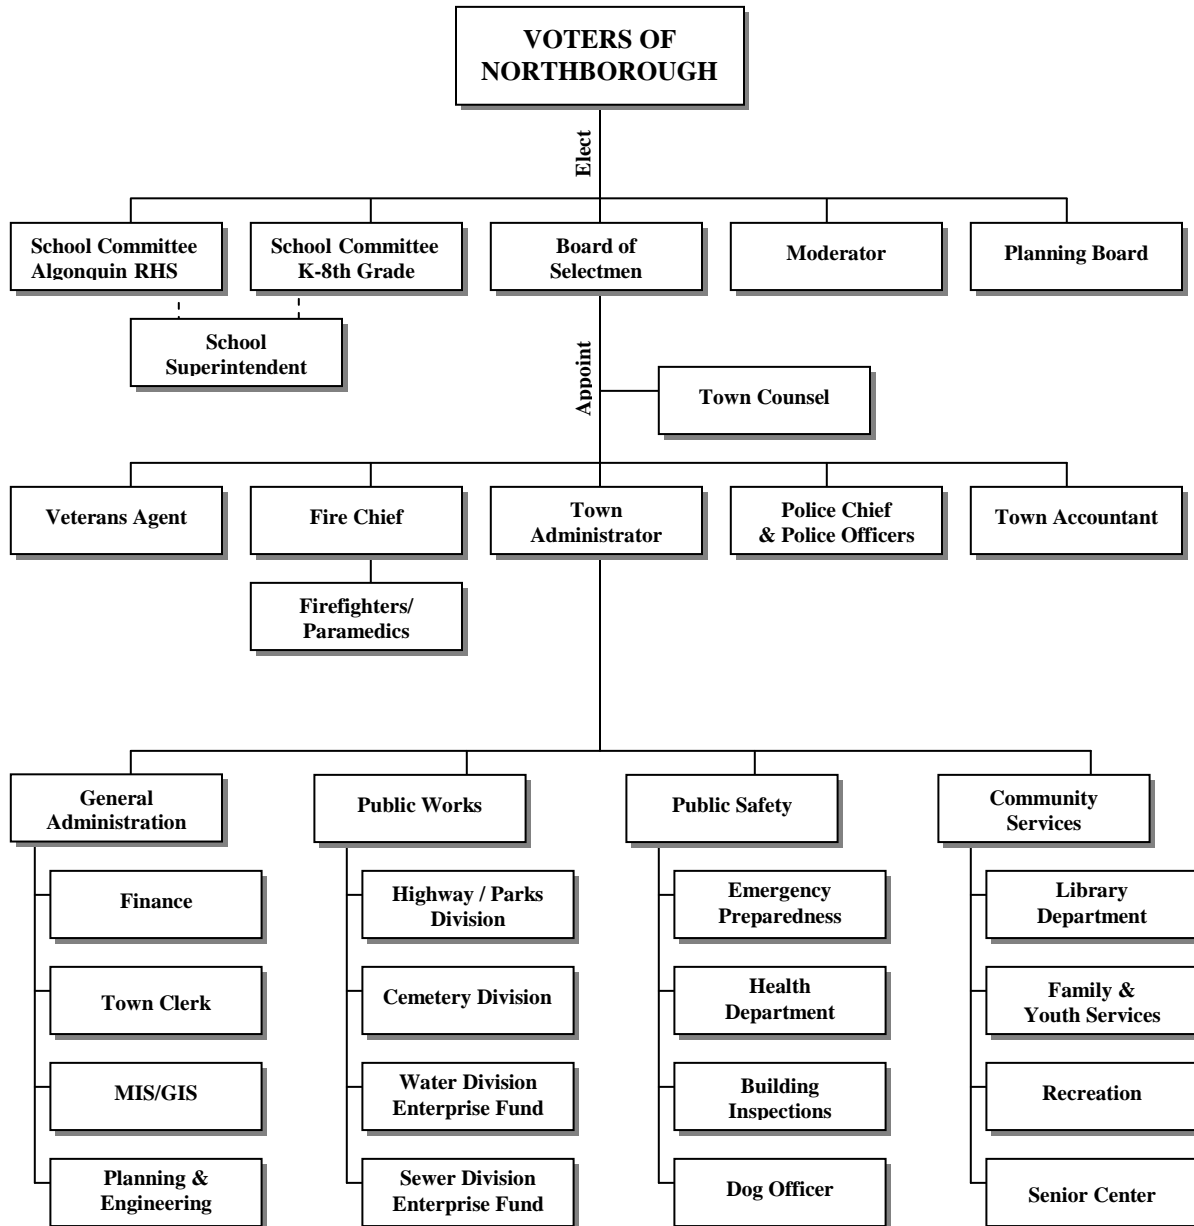 VOTERS OF
NORTHBOROUGH
Elect
School Committee
Algonquin RHS
School Committee
K-8th Grade
Board of
Selectmen
Moderator
Planning Board
School
Superintendent
Appoint
Town Counsel
Veterans Agent
Fire Chief
Town
Administrator
Police Chief
& Police Officers
Town Accountant
Firefighters/
Paramedics
General
Administration
Public Works
Public Safety
Community
Services
Finance
Highway / Parks
Division
Emergency
Preparedness
Library
Department
Town Clerk
Cemetery Division
Health
Department
Family &
Youth Services
MIS/GIS
Water Division
Enterprise Fund
Building
Inspections
Recreation
Planning &
Engineering
Sewer Division
Enterprise Fund
Dog Officer
Senior Center